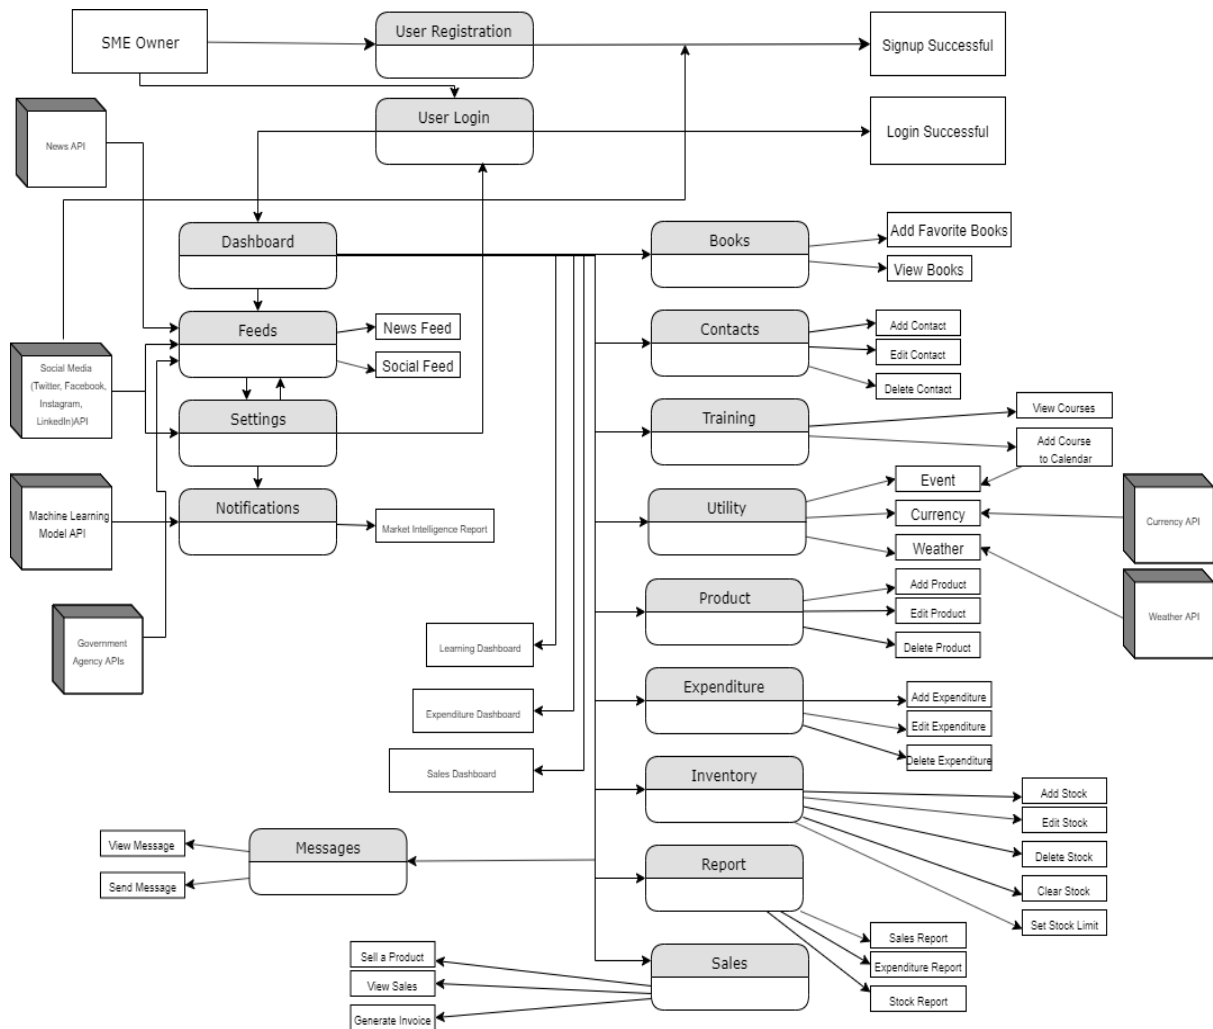 SME Owner
User Registration
Signup Successful
User Login
Login Successful
News API
Dashboard
Books
Add Favorite Books
View Books
Feeds
News Feed
Social Feed
Contacts
Add Contact
Edit Contact
Delete Contact
Social Media
(Twitter, Facebook,
Instagram,
LinkedIn)API
Settings
Training
View Courses
Add Course
to Calendar
Machine Learning
Model API
Notifications
Market Intelligence Report
Utility
Event
Currency
Weather
Currency API
Weather API
Government
Agency APIs
Product
Add Product
Edit Product
Delete Product
Learning Dashboard
Expenditure Dashboard
Sales Dashboard
Expenditure
Add Expenditure
Edit Expenditure
Delete Expenditure
Inventory
Add Stock
Edit Stock
Delete Stock
Clear Stock
Set Stock Limit
Messages
View Message
Send Message
Report
Sales Report
Expenditure Report
Stock Report
Sales
Sell a Product
View Sales
Generate Invoice